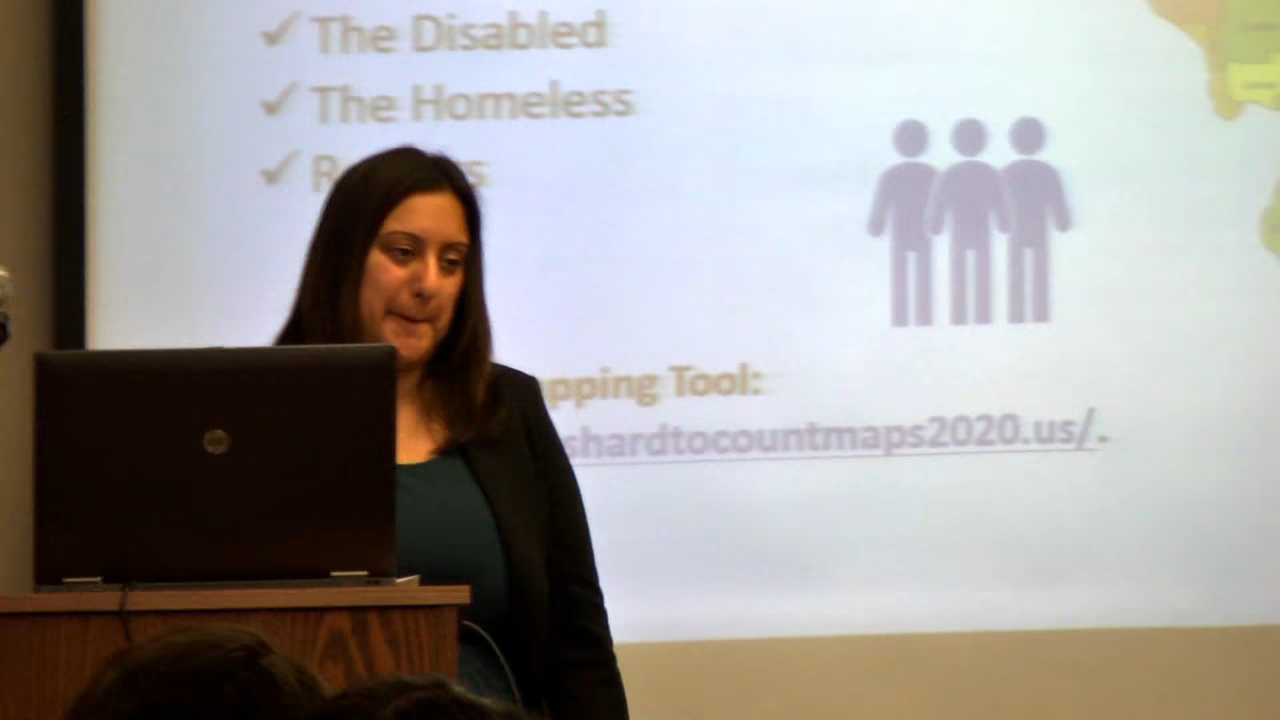 ✓ The Disabled
✓ The Homeless
✓
pping Tool:
shardtocountmaps2020.us/.